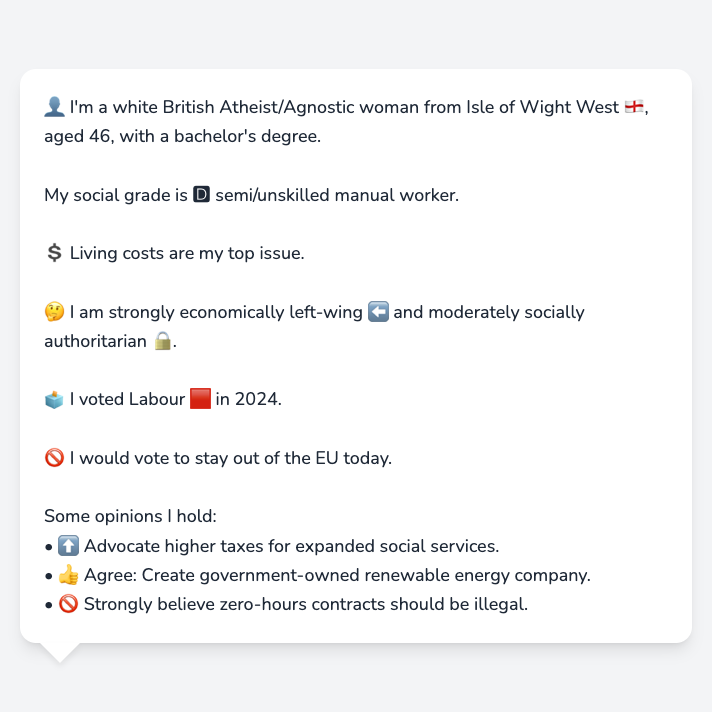 👤 I'm a white British Atheist/Agnostic woman from Isle of Wight West 🏴󠁧󠁢󠁥󠁮󠁧󠁿,
aged 46, with a bachelor's degree.
My social grade is 🅳 semi/unskilled manual worker.
💲 Living costs are my top issue.
🤔 I am strongly economically left-wing ⬅️ and moderately socially
authoritarian 🔒.
🗳️ I voted Labour 🟥 in 2024.
🚫 I would vote to stay out of the EU today.
Some opinions I hold:
• ⬆️ Advocate higher taxes for expanded social services.
• 👍 Agree: Create government-owned renewable energy company.
• 🚫 Strongly believe zero-hours contracts should be illegal.